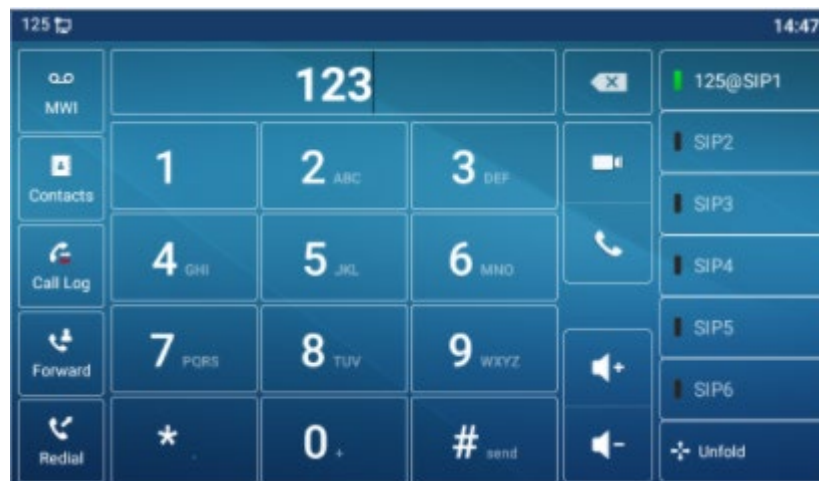 125
14:47
MWI
123
125@SIP1
1
2 ABC
3 DEF
SIP2
Contacts
SIP3
4 GHI
5 JKL
6 MNO
Call Log
SIP4
7 PQRS
8 TUV
9 WXYZ
SIP5
Forward
SIP6
* .
0 +
# send
Redial
Unfold